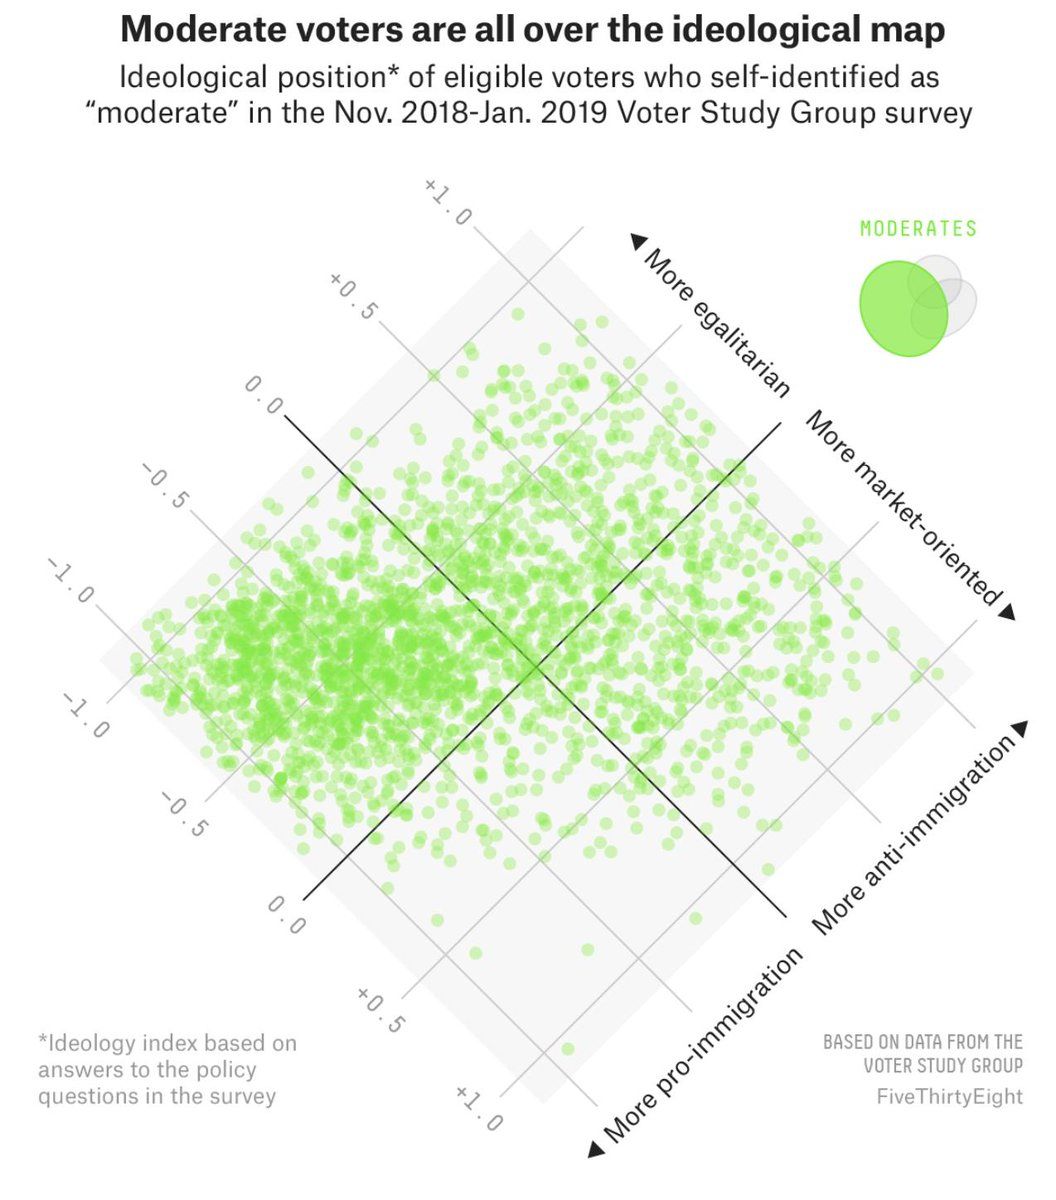 Moderate voters are all over the ideological map
Ideological position* of eligible voters who self-identified as
“moderate” in the Nov. 2018-Jan. 2019 Voter Study Group survey
MODERATES
+1.0
+0.5
0.0
−0.5
−1.0
◀ More egalitarian
More market-oriented ▶
−1.0
−0.5
0.0
+0.5
+1.0
◀ More pro-immigration
More anti-immigration ▶
*Ideology index based on
answers to the policy
questions in the survey
BASED ON DATA FROM THE
VOTER STUDY GROUP
FiveThirtyEight